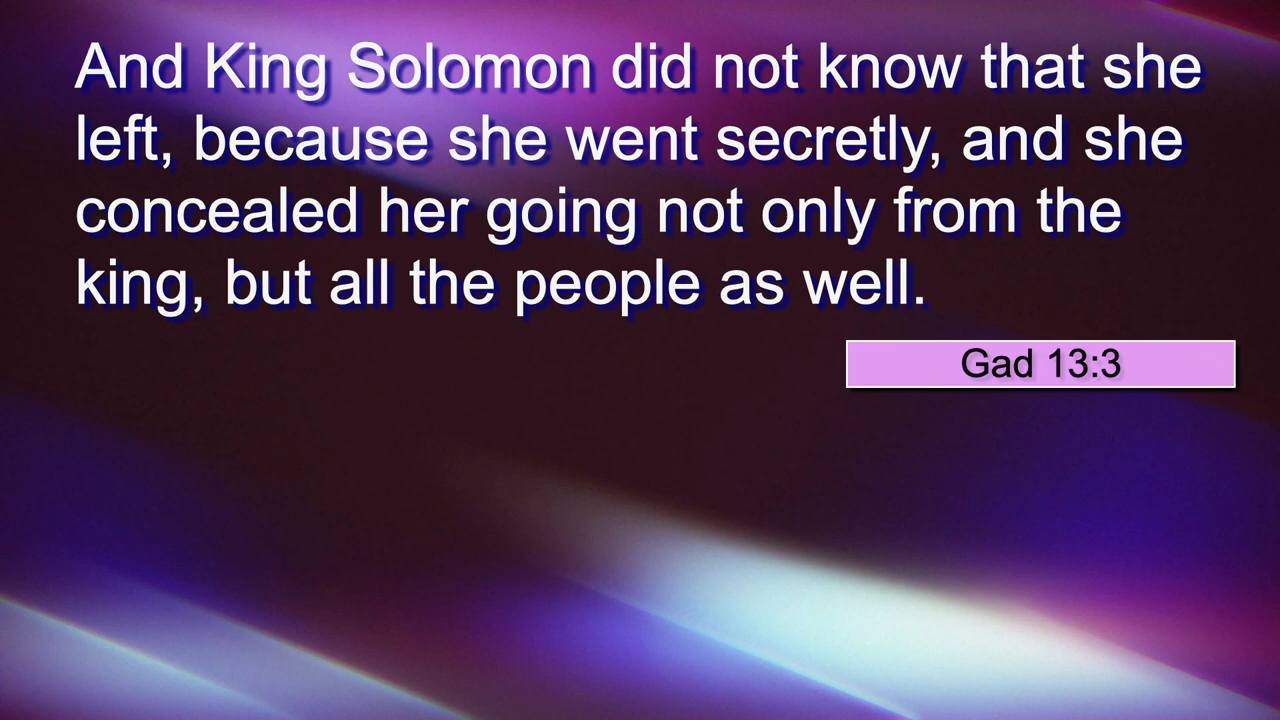 And King Solomon did not know that she
left, because she went secretly, and she
concealed her going not only from the
king, but all the people as well.
Gad 13:3